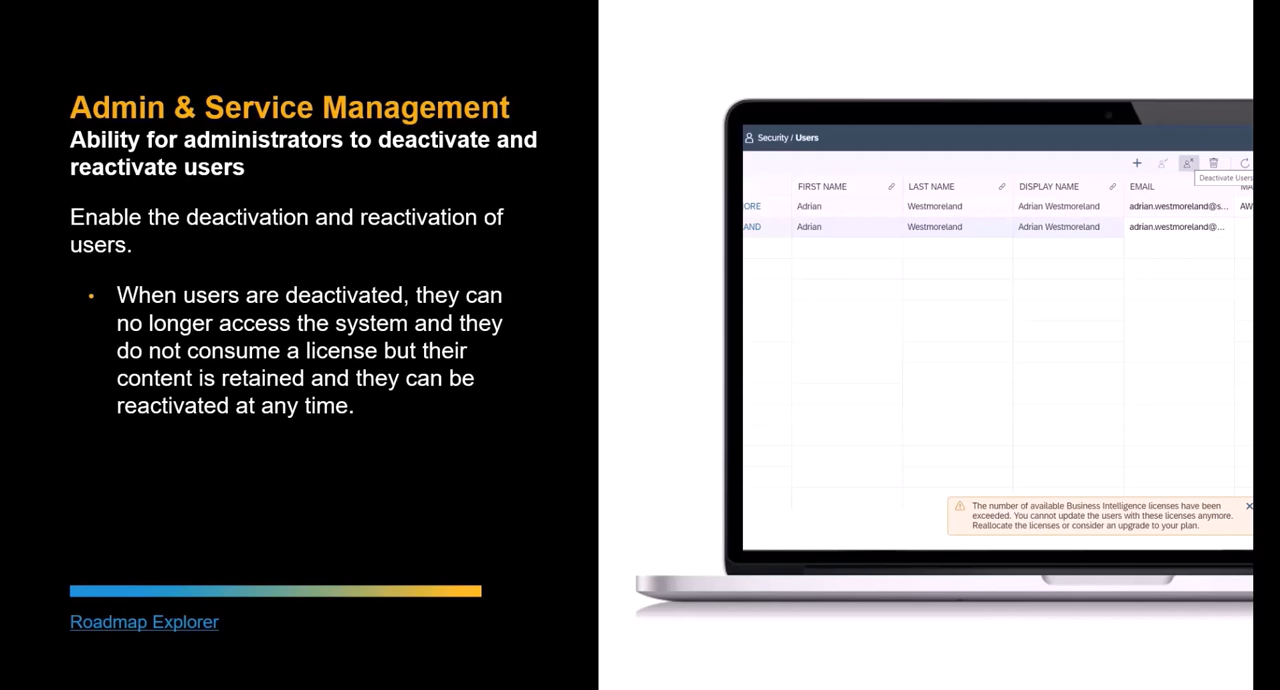 Admin & Service Management
Ability for administrators to deactivate and
reactivate users
Enable the deactivation and reactivation of
users.
• When users are deactivated, they can
no longer access the system and they
do not consume a license but their
content is retained and they can be
reactivated at any time.
Roadmap Explorer
Security / Users
Deactivate Users
FIRST NAME LAST NAME DISPLAY NAME EMAIL
ORE Adrian Westmoreland Adrian Westmoreland adrian.westmoreland@s... AW
AND Adrian Westmoreland Adrian Westmoreland adrian.westmoreland@...
The number of available Business Intelligence licenses have been
exceeded. You cannot update the users with these licenses anymore.
Reallocate the licenses or consider an upgrade to your plan.